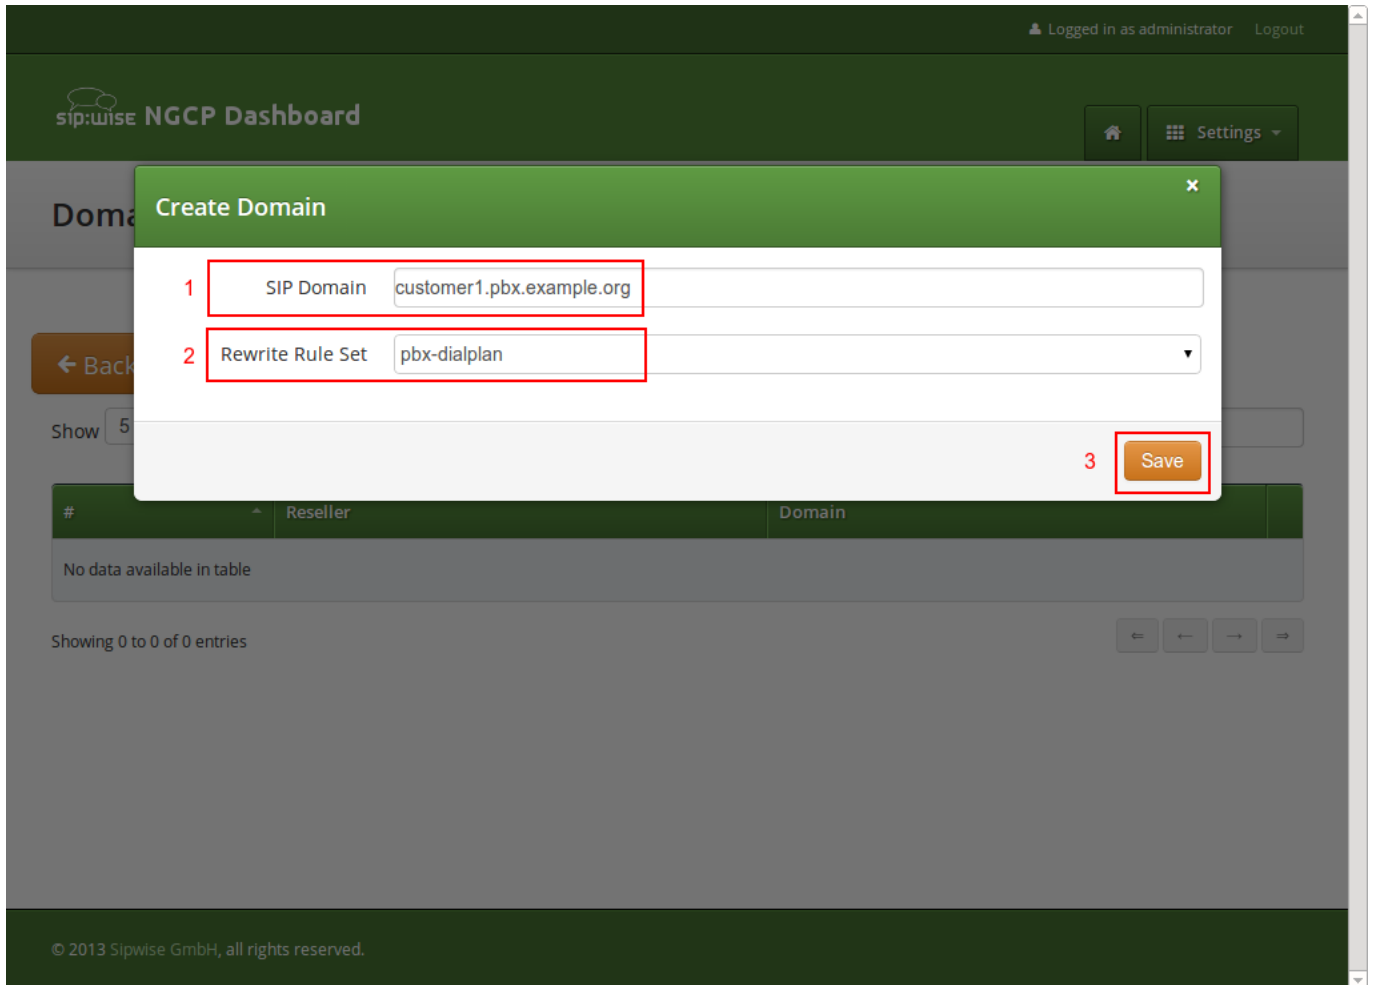 Logged in as administrator Logout
sip:wise NGCP Dashboard
Settings
Doma
Create Domain
×
1 SIP Domain customer1.pbx.example.org
2 Rewrite Rule Set pbx-dialplan
Back
Show 5
3 Save
# Reseller Domain
No data available in table
Showing 0 to 0 of 0 entries
⇐ ← → ⇒
© 2013 Sipwise GmbH, all rights reserved.